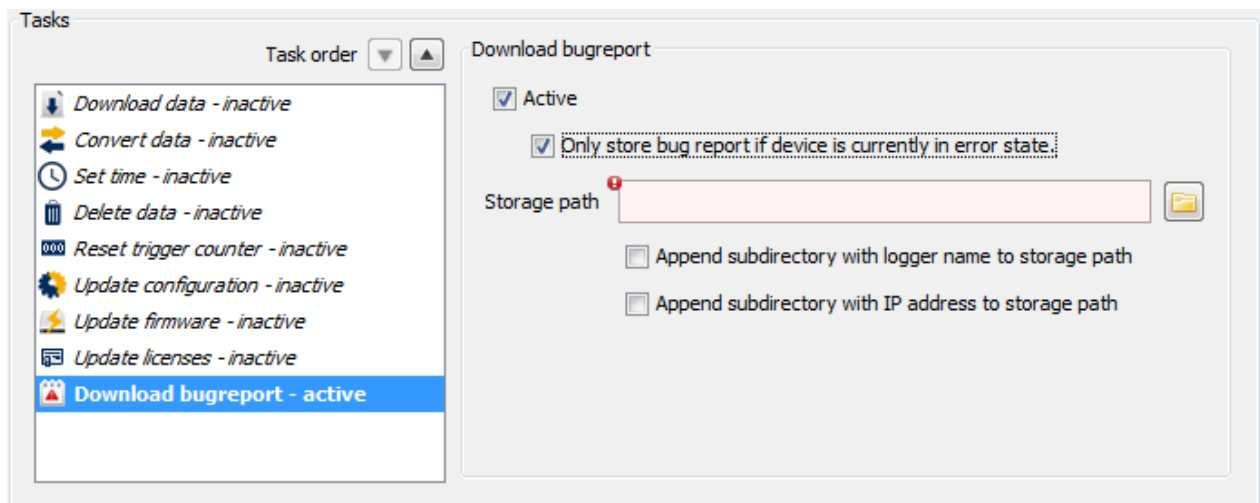 Tasks
Task order
Download data - inactive
Convert data - inactive
Set time - inactive
Delete data - inactive
000 Reset trigger counter - inactive
Update configuration - inactive
Update firmware - inactive
Update licenses - inactive
Download bugreport - active
Download bugreport
Active
Only store bug report if device is currently in error state.
Storage path
Append subdirectory with logger name to storage path
Append subdirectory with IP address to storage path